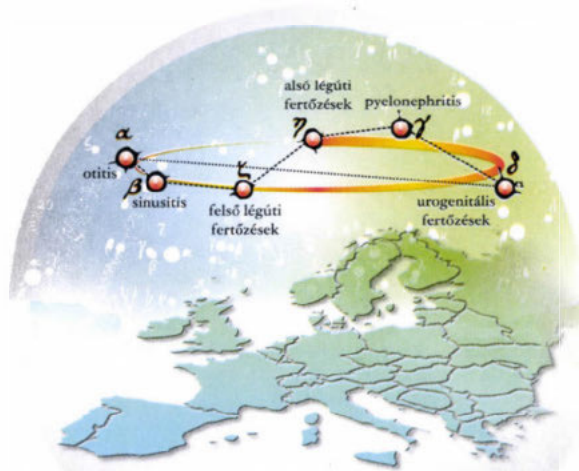 alsó légúti
fertőzések
pyelonephritis
η
γ
α
otitis
β
sinusitis
ζ
felső légúti
fertőzések
δ
urogenitális
fertőzések